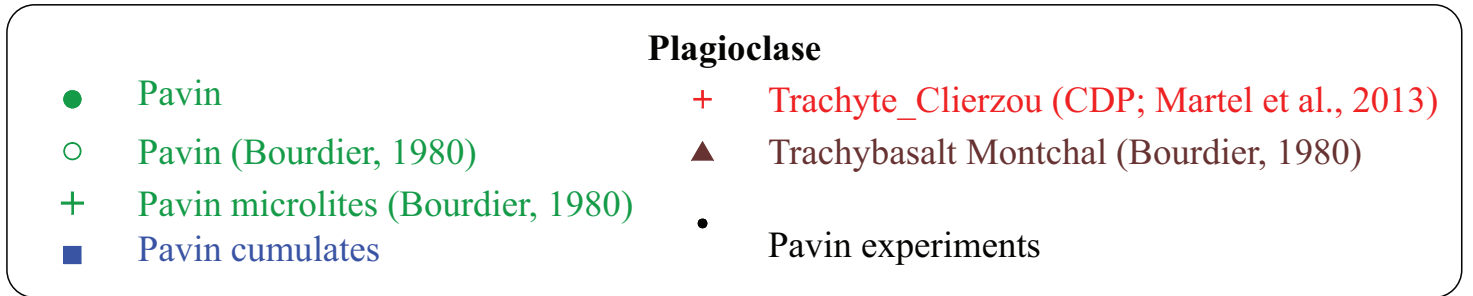 Plagioclase
Pavin
Pavin (Bourdier, 1980)
Pavin microlites (Bourdier, 1980)
Pavin cumulates
Trachyte_Clierzou (CDP; Martel et al., 2013)
Trachybasalt Montchal (Bourdier, 1980)
Pavin experiments